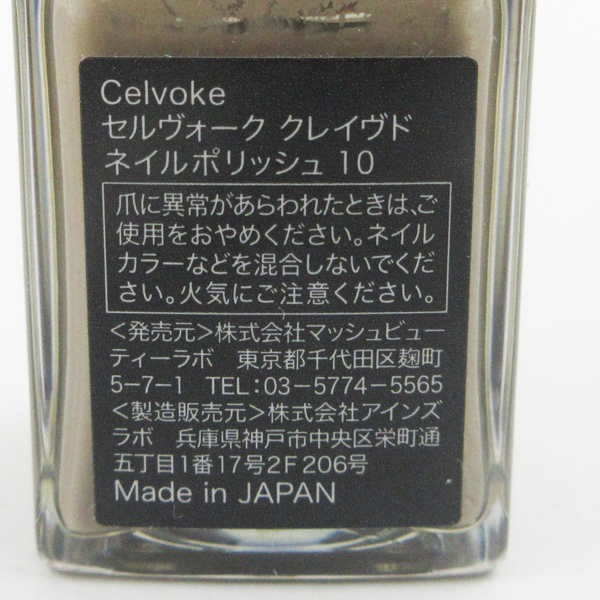 Celvoke
セルヴォーク クレイヴド
ネイルポリッシュ 10
爪に異常があらわれたときは、ご
使用をおやめください。ネイル
カラーなどを混合しないでくだ
さい。火気にご注意ください。
<発売元>株式会社マッシュビュー
ティーラボ 東京都千代田区麹町
5-7-1 TEL:03-5774-5565
<製造販売元>株式会社アインズ
ラボ 兵庫県神戸市中央区栄町通
五丁目1番17号2F206号
Made in JAPAN